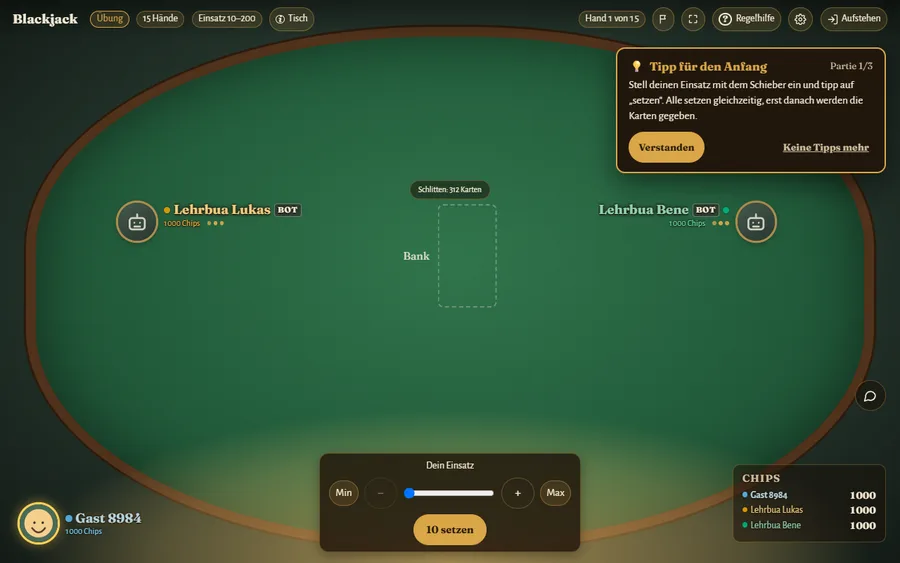 Blackjack
Übung
15 Hände
Einsatz 10–200
Tisch
Hand 1 von 15
Regelhilfe
Aufstehen
Tipp für den Anfang
Partie 1/3
Stell deinen Einsatz mit dem Schieber ein und tipp auf
„setzen“. Alle setzen gleichzeitig, erst danach werden die
Karten gegeben.
Verstanden
Keine Tipps mehr
Schlitten: 312 Karten
Lehrbua Lukas BOT
1000 Chips
Lehrbua Bene BOT
1000 Chips
Bank
Dein Einsatz
Min
−
+
Max
10 setzen
Gast 8984
1000 Chips
CHIPS
Gast 8984 1000
Lehrbua Lukas 1000
Lehrbua Bene 1000